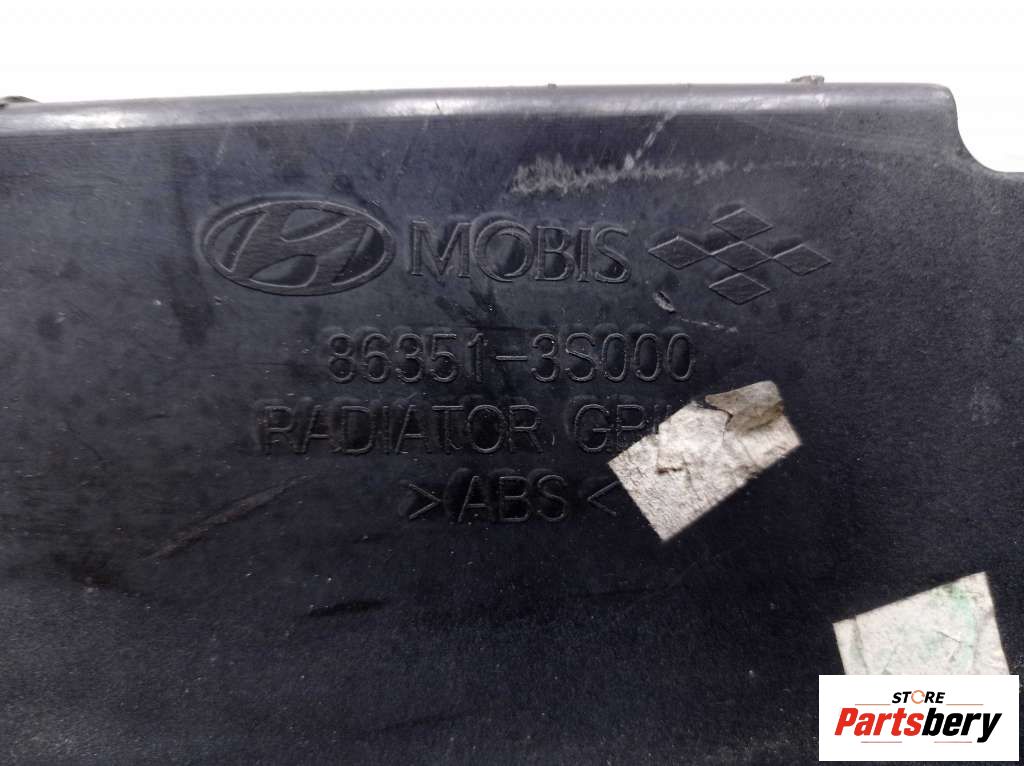 MOBIS
86351-3S000
RADIATOR
>ABS<
STORE
Partsbery